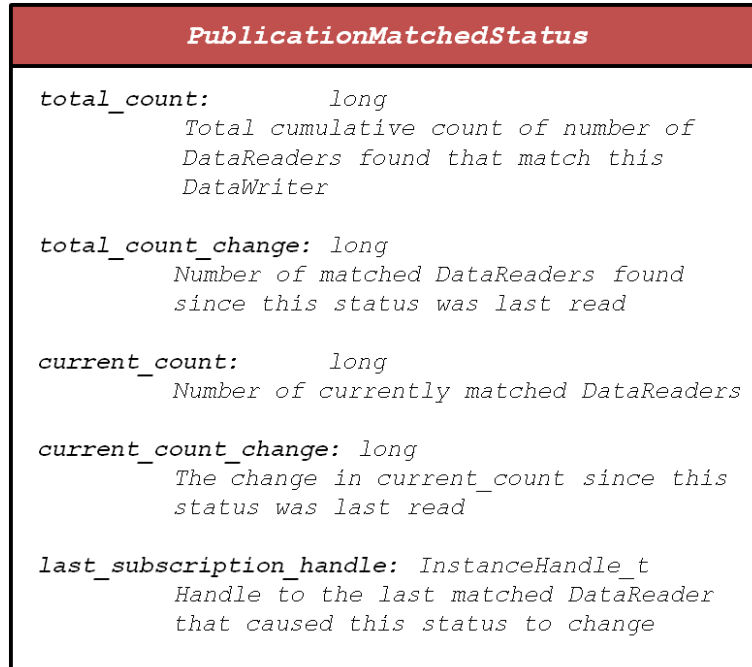 PublicationMatchedStatus
total_count: long
Total cumulative count of number of
DataReaders found that match this
DataWriter
total_count_change: long
Number of matched DataReaders found
since this status was last read
current_count: long
Number of currently matched DataReaders
current_count_change: long
The change in current_count since this
status was last read
last_subscription_handle: InstanceHandle_t
Handle to the last matched DataReader
that caused this status to change